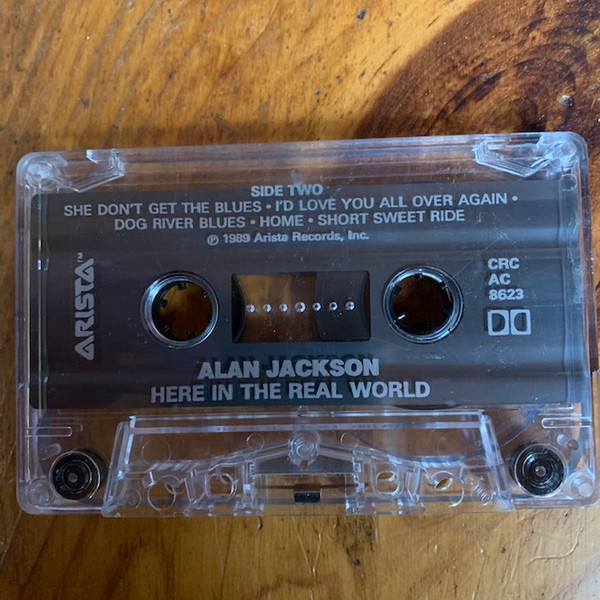 SIDE TWO
SHE DON'T GET THE BLUES • I'D LOVE YOU ALL OVER AGAIN •
DOG RIVER BLUES • HOME • SHORT SWEET RIDE
℗ 1989 Arista Records, Inc.
ARISTA™
CRC
AC
8623
ALAN JACKSON
HERE IN THE REAL WORLD